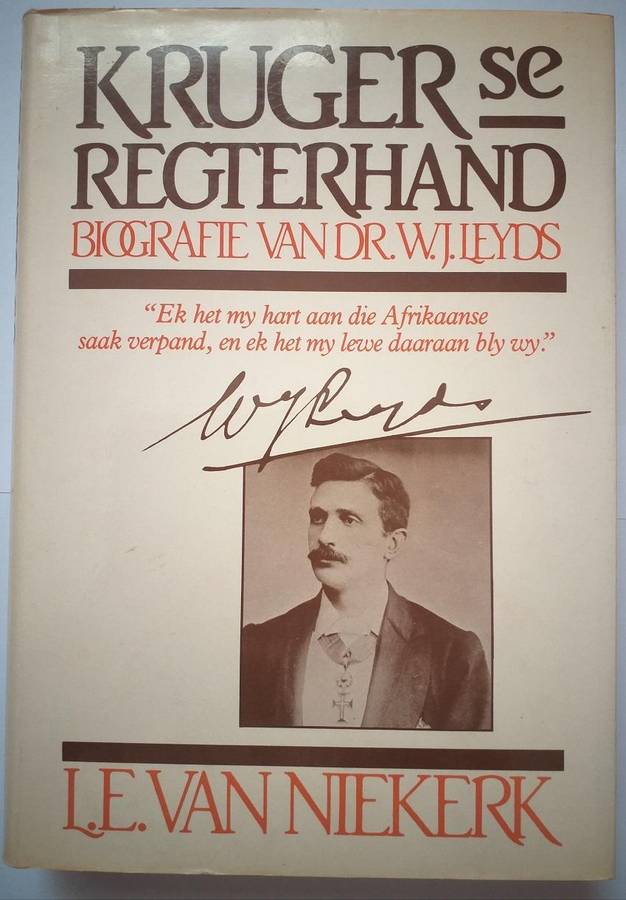 KRUGER se
REGTERHAND
BIOGRAFIE VAN DR. W.J. LEYDS
“Ek het my hart aan die Afrikaanse
saak verpand, en ek het my lewe daaraan bly wy.”
WJLeyds
L.E. VAN NIEKERK